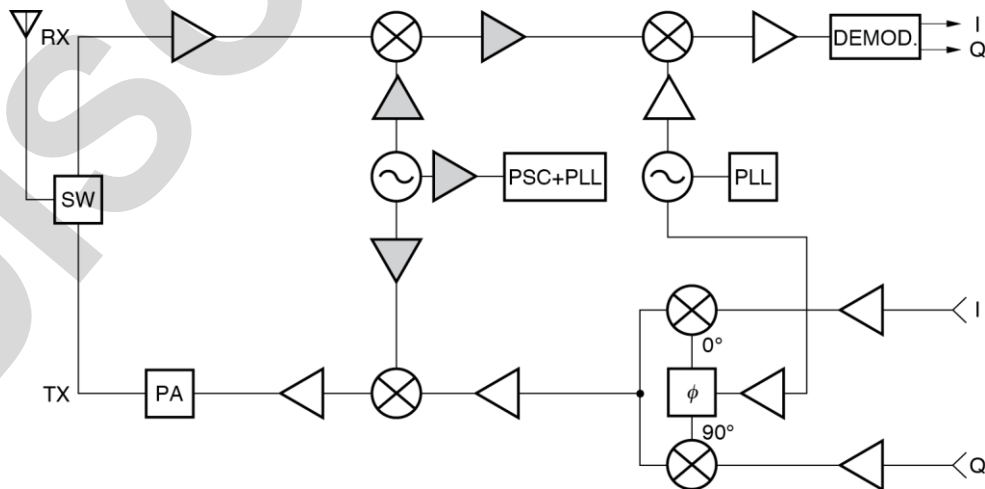 RX
I
DEMOD.
Q
SW
PSC+PLL
PLL
I
0°
TX
PA
ϕ
90°
Q